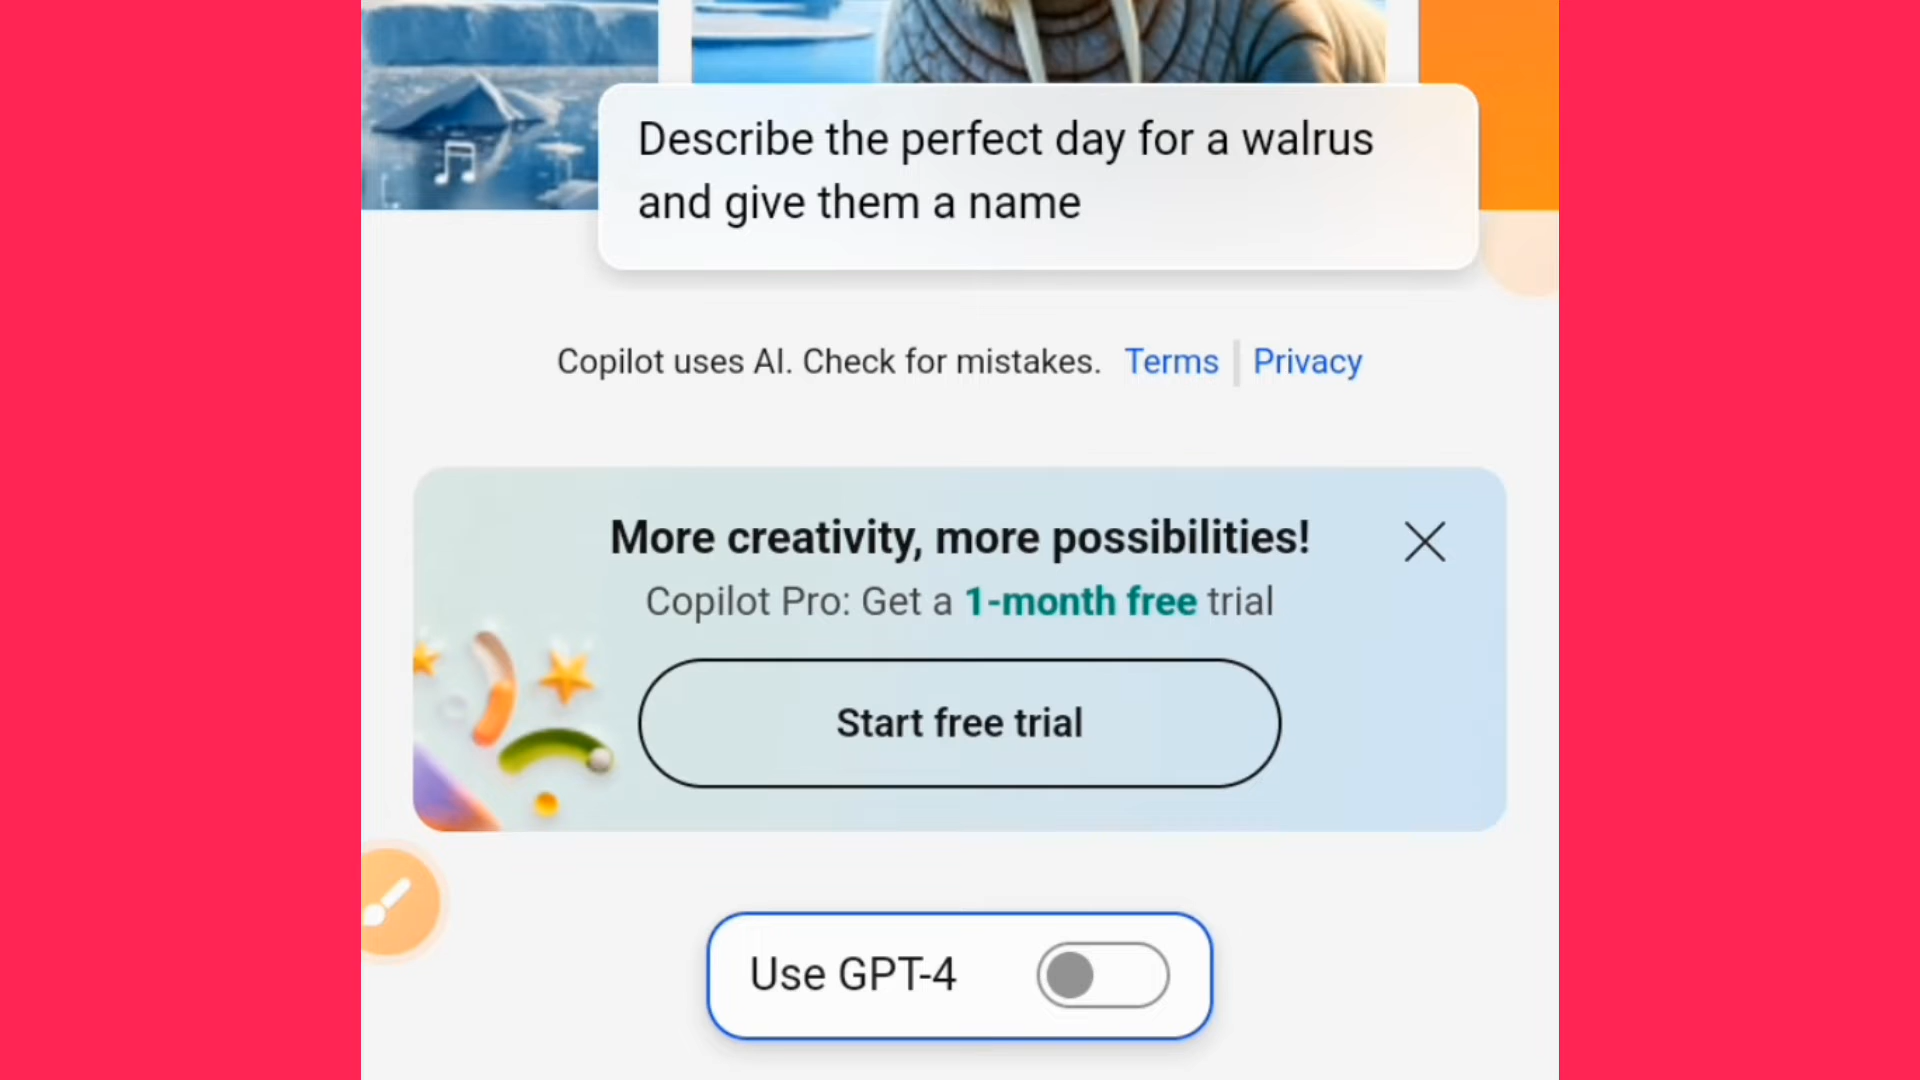 Describe the perfect day for a walrus
and give them a name
Copilot uses AI. Check for mistakes. Terms | Privacy
More creativity, more possibilities!
Copilot Pro: Get a 1-month free trial
Start free trial
Use GPT-4